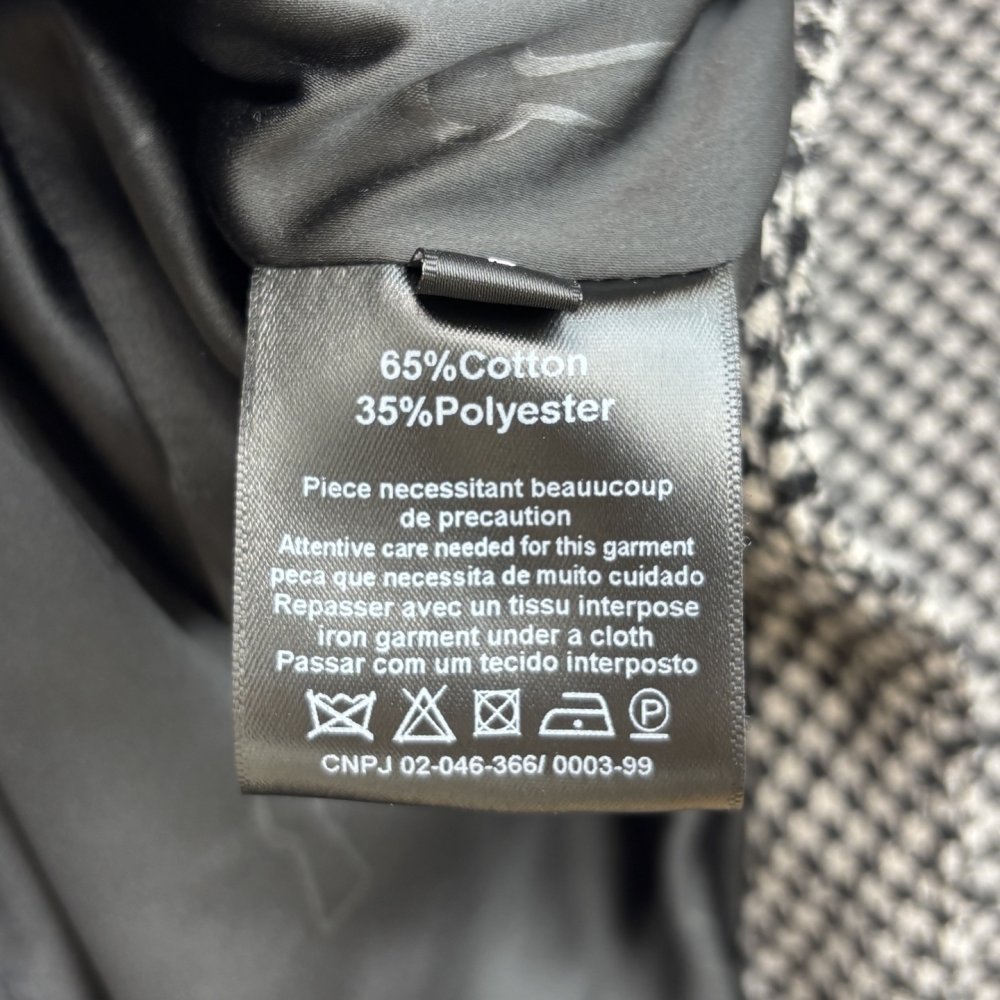 65%Cotton
35%Polyester
Piece necessitant beauucoup
de precaution
Attentive care needed for this garment
peca que necessita de muito cuidado
Repasser avec un tissu interpose
iron garment under a cloth
Passar com um tecido interposto
P
CNPJ 02-046-366/ 0003-99